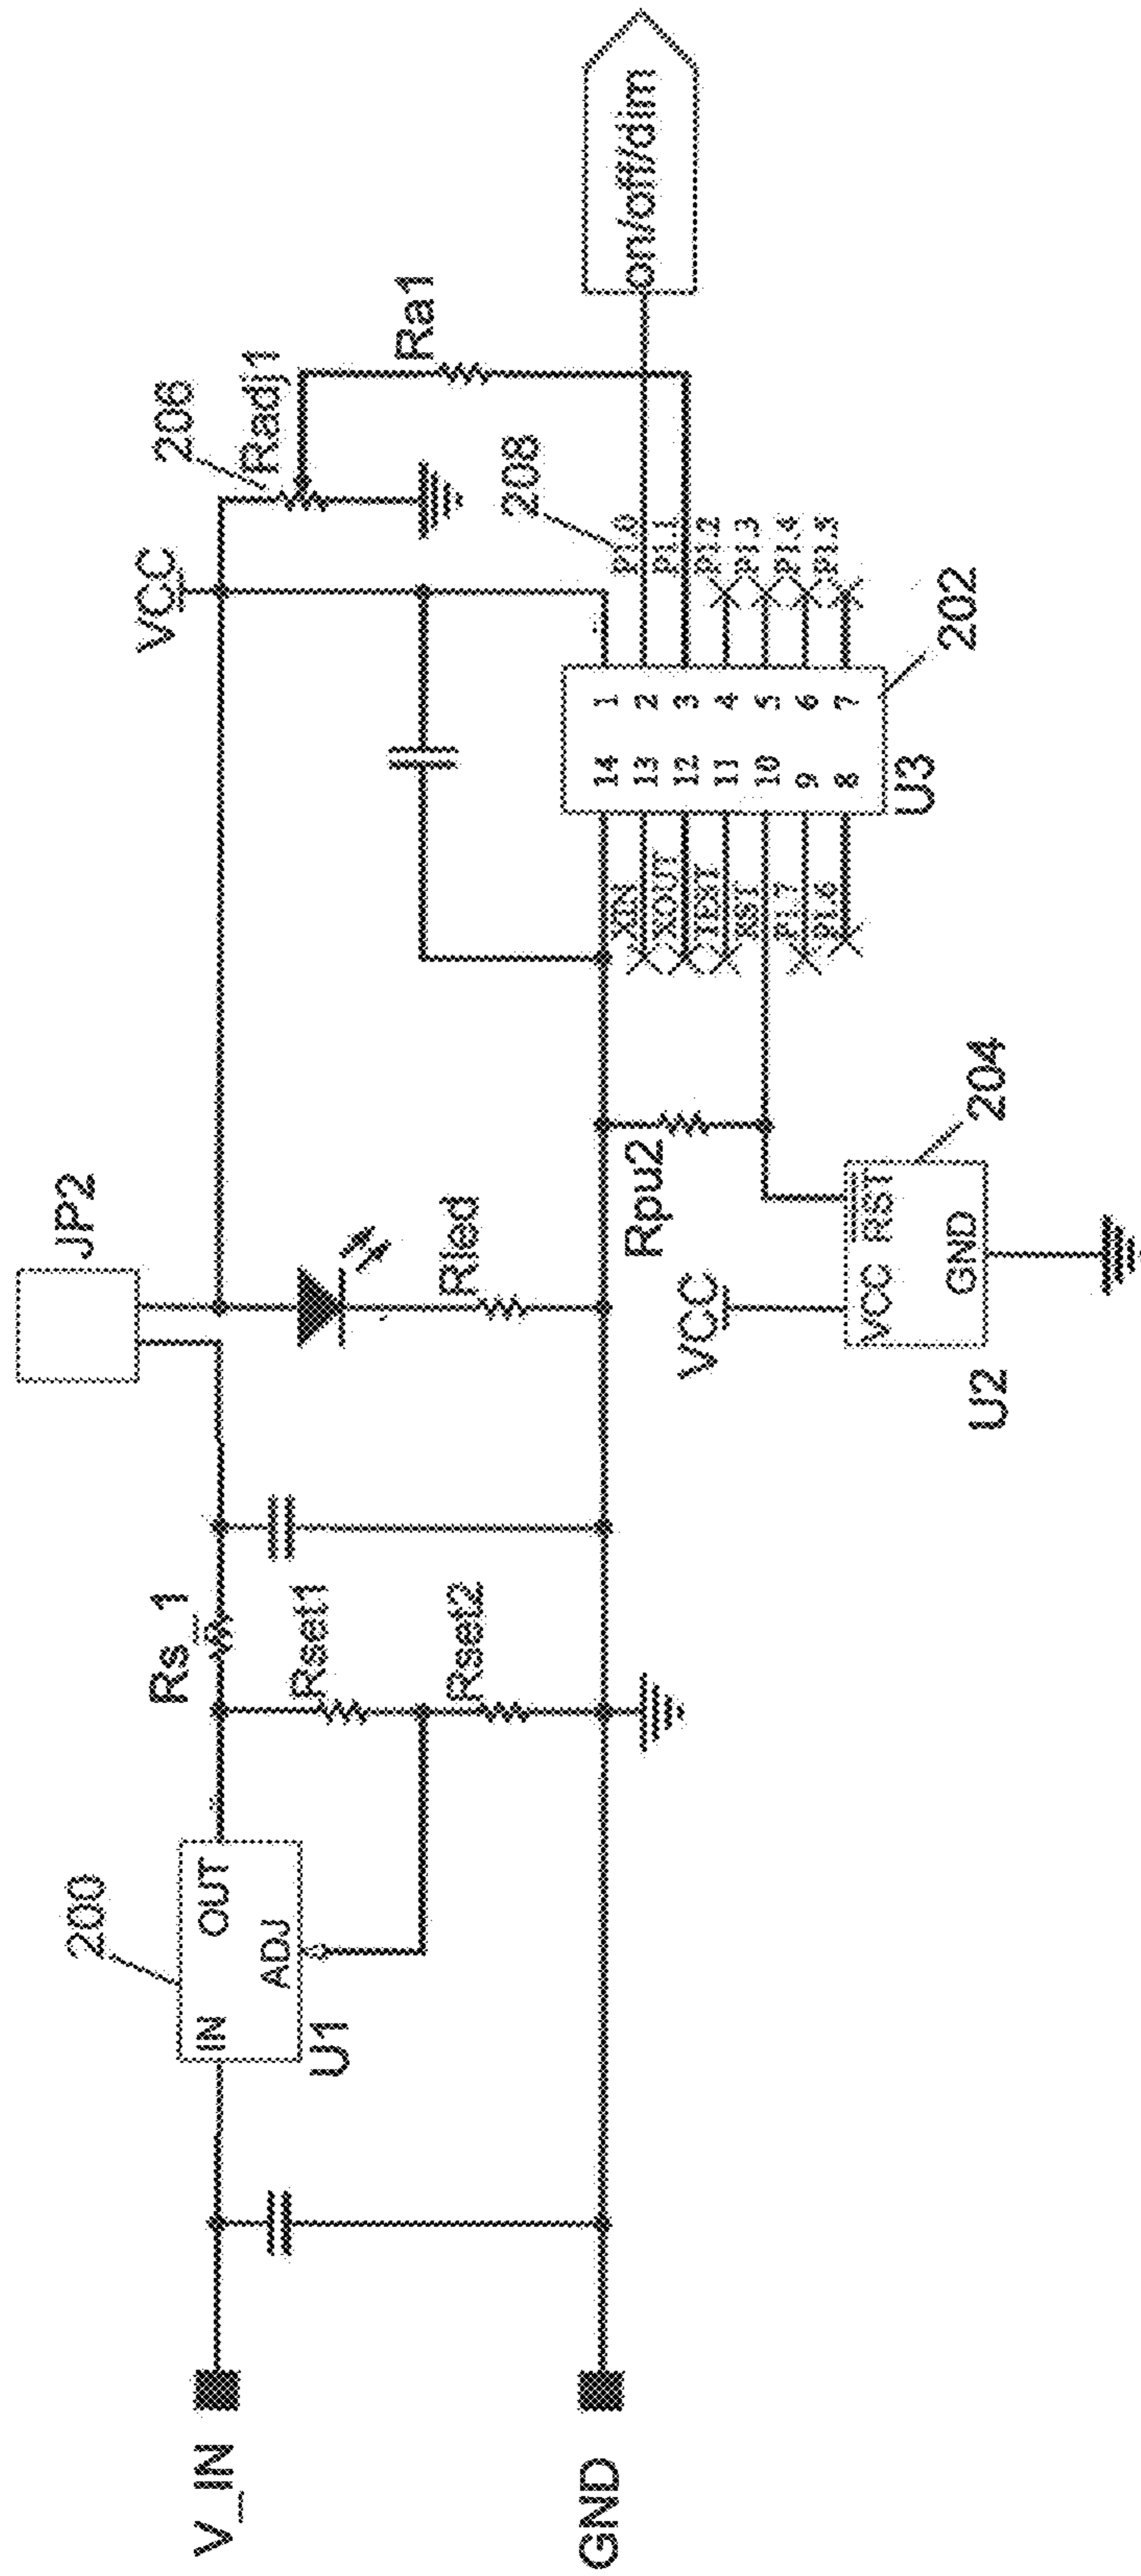 V_IN
GND
200
IN
OUT
ADJ
U1
Rs_1
Rset1
Rset2
JP2
Rled
VCC
206
Radj1
Ra1
208
on/off/dim
P1.0
P1.1
P1.2
P1.3
P1.4
P1.5
14 1
13 2
12 3
11 4
10 5
9 6
8 7
XIN
XOUT
TEST
RST
P1.7
P1.6
U3
202
Rpu2
VCC
VCC RST
GND
U2
204